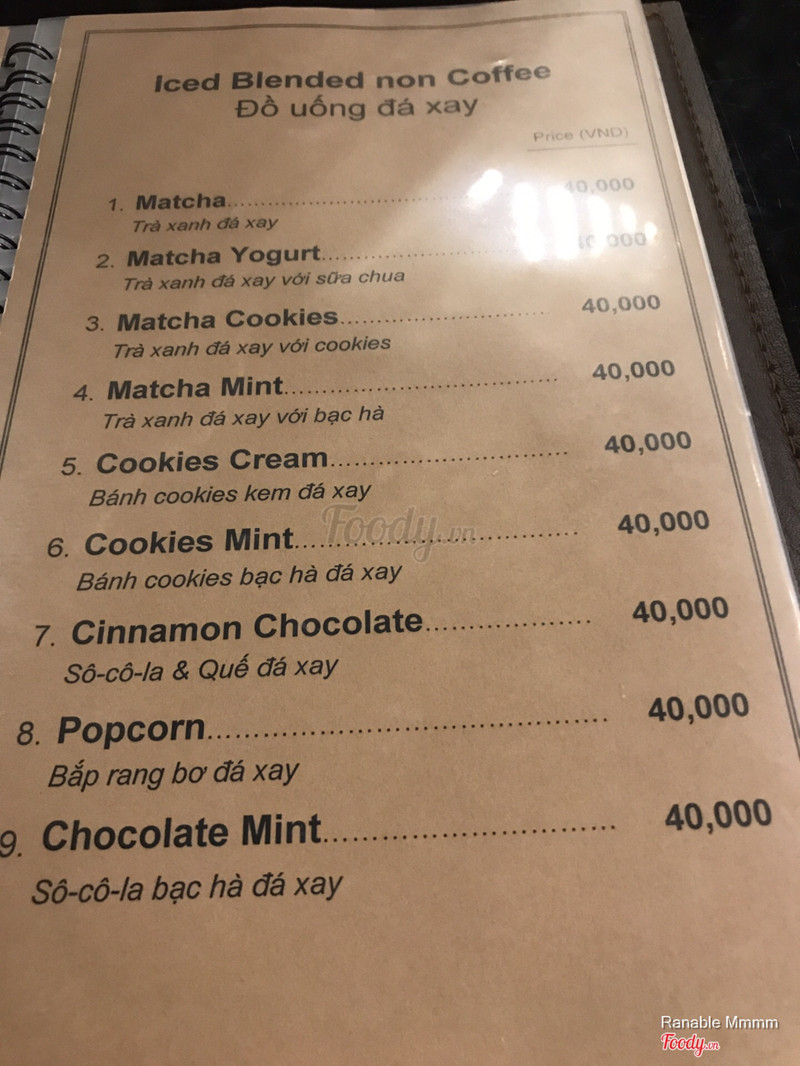 Iced Blended non Coffee
Đồ uống đá xay
Price (VND)
1. Matcha.......................................... 40,000
Trà xanh đá xay
2. Matcha Yogurt.............................. 40,000
Trà xanh đá xay với sữa chua
3. Matcha Cookies.............................. 40,000
Trà xanh đá xay với cookies
4. Matcha Mint.................................... 40,000
Trà xanh đá xay với bạc hà
5. Cookies Cream.............................. 40,000
Bánh cookies kem đá xay
6. Cookies Mint.................................. 40,000
Bánh cookies bạc hà đá xay
7. Cinnamon Chocolate.................. 40,000
Sô-cô-la & Quế đá xay
8. Popcorn.......................................... 40,000
Bắp rang bơ đá xay
9. Chocolate Mint.............................. 40,000
Sô-cô-la bạc hà đá xay
Foody.vn
Ranable Mmmm
Foody.vn